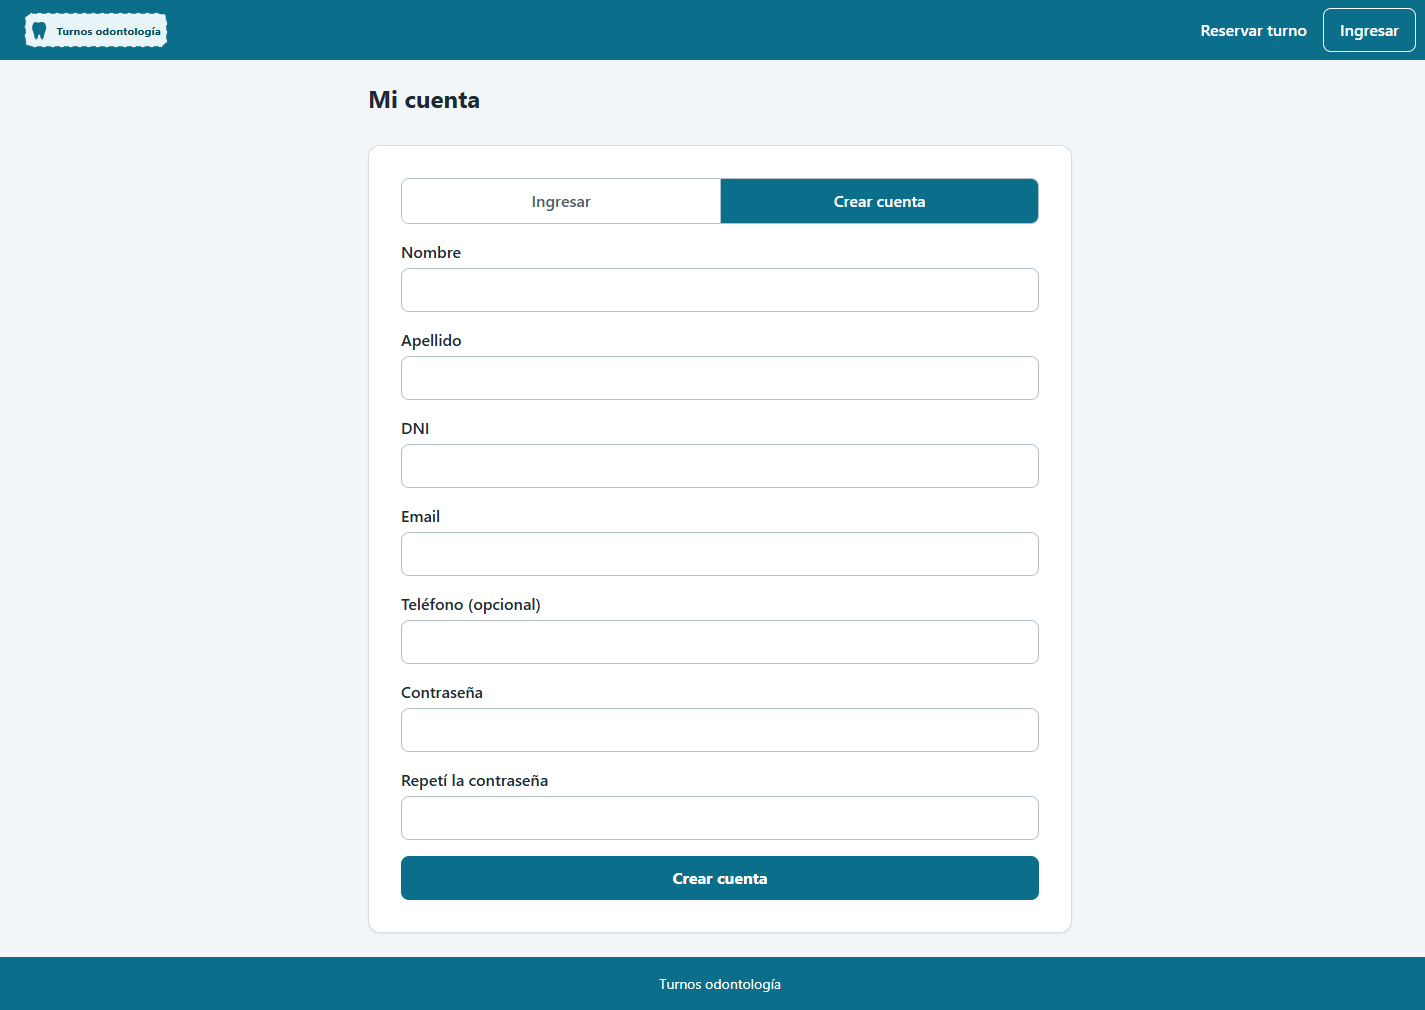 Turnos odontología
Reservar turno
Ingresar
Mi cuenta
Ingresar
Crear cuenta
Nombre
Apellido
DNI
Email
Teléfono (opcional)
Contraseña
Repetí la contraseña
Crear cuenta
Turnos odontología